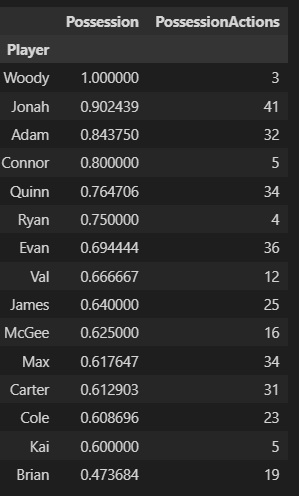 Possession PossessionActions
Player
Woody 1.000000 3
Jonah 0.902439 41
Adam 0.843750 32
Connor 0.800000 5
Quinn 0.764706 34
Ryan 0.750000 4
Evan 0.694444 36
Val 0.666667 12
James 0.640000 25
McGee 0.625000 16
Max 0.617647 34
Carter 0.612903 31
Cole 0.608696 23
Kai 0.600000 5
Brian 0.473684 19